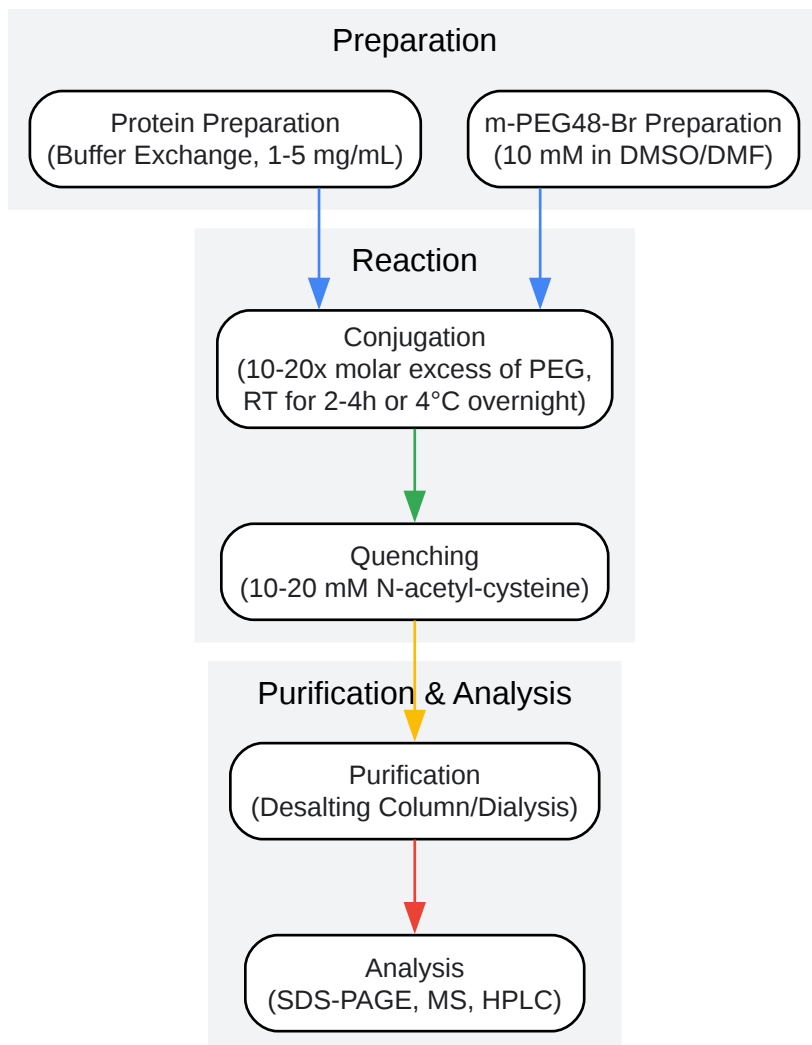 Preparation
Protein Preparation
(Buffer Exchange, 1-5 mg/mL)
m-PEG48-Br Preparation
(10 mM in DMSO/DMF)
Reaction
Conjugation
(10-20x molar excess of PEG,
RT for 2-4h or 4°C overnight)
Quenching
(10-20 mM N-acetyl-cysteine)
Purification & Analysis
Purification
(Desalting Column/Dialysis)
Analysis
(SDS-PAGE, MS, HPLC)